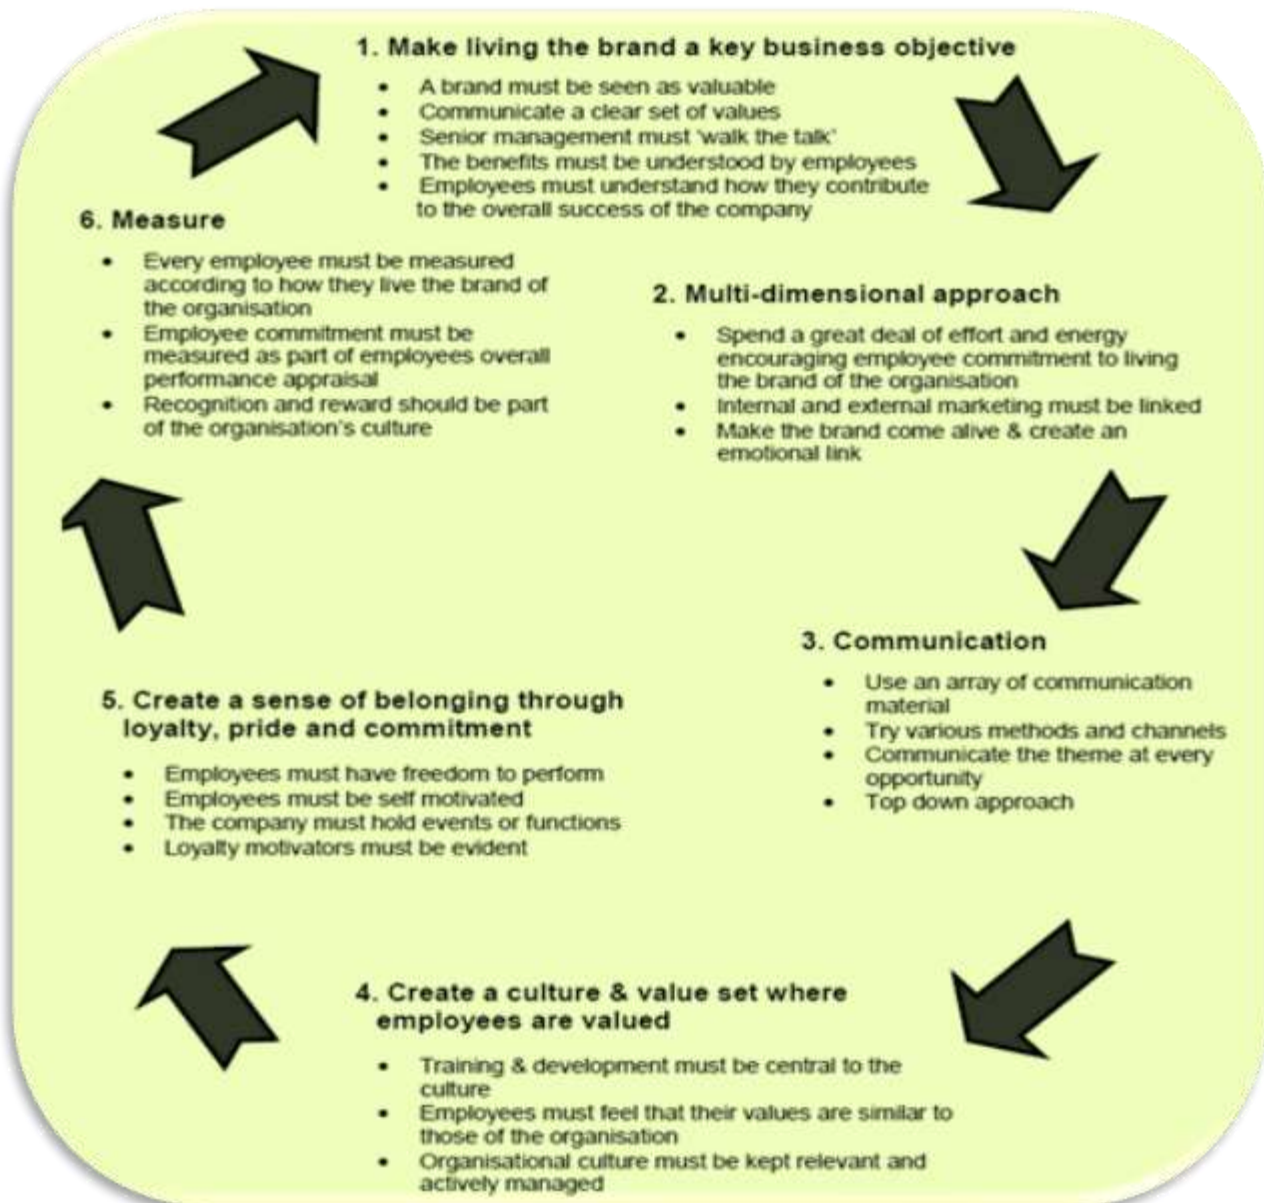 1. Make living the brand a key business objective
• A brand must be seen as valuable
• Communicate a clear set of values
• Senior management must 'walk the talk'
• The benefits must be understood by employees
• Employees must understand how they contribute
to the overall success of the company
2. Multi-dimensional approach
• Spend a great deal of effort and energy
encouraging employee commitment to living
the brand of the organisation
• Internal and external marketing must be linked
• Make the brand come alive & create an
emotional link
3. Communication
• Use an array of communication
material
• Try various methods and channels
• Communicate the theme at every
opportunity
• Top down approach
4. Create a culture & value set where
employees are valued
• Training & development must be central to the
culture
• Employees must feel that their values are similar to
those of the organisation
• Organisational culture must be kept relevant and
actively managed
5. Create a sense of belonging through
loyalty, pride and commitment
• Employees must have freedom to perform
• Employees must be self motivated
• The company must hold events or functions
• Loyalty motivators must be evident
6. Measure
• Every employee must be measured
according to how they live the brand of
the organisation
• Employee commitment must be
measured as part of employees overall
performance appraisal
• Recognition and reward should be part
of the organisation's culture